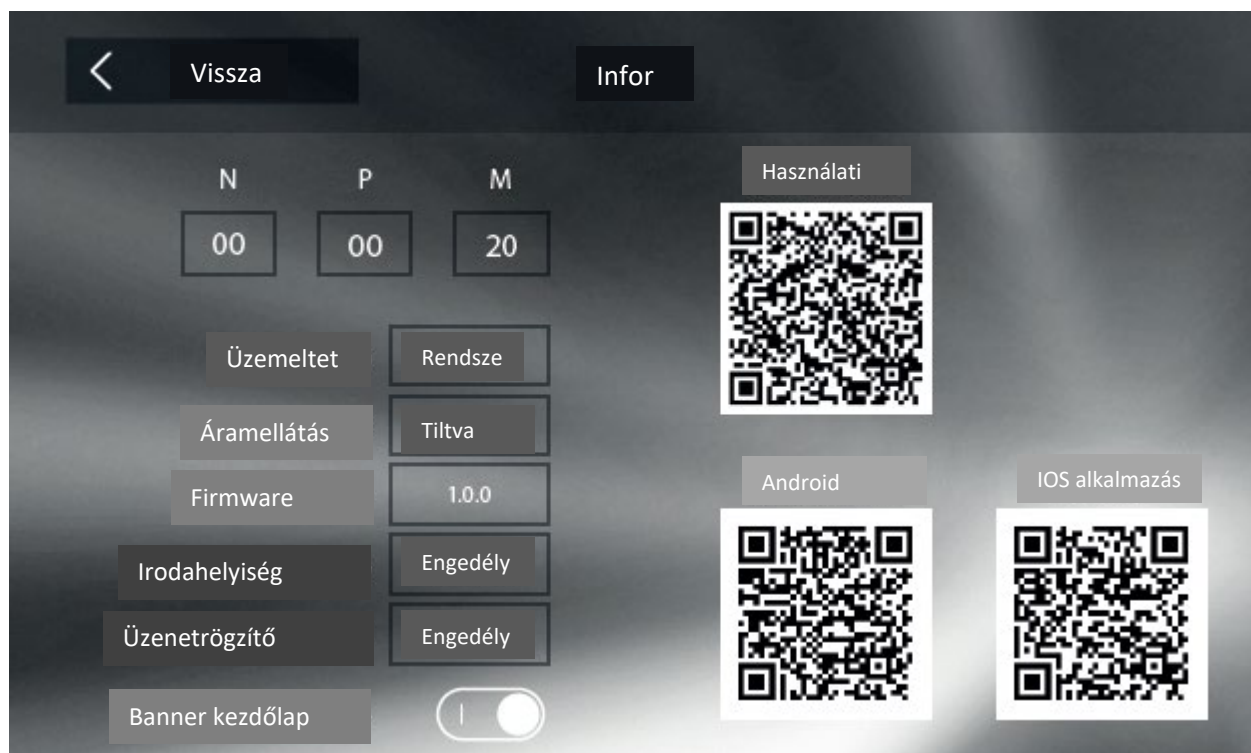 Vissza
Infor
N P M
00 00 20
Üzemeltet Rendsze
Áramellátás Tiltva
Firmware 1.0.0
Irodahelyiség Engedély
Üzenetrögzítő Engedély
Banner kezdőlap
Használati
Android
IOS alkalmazás